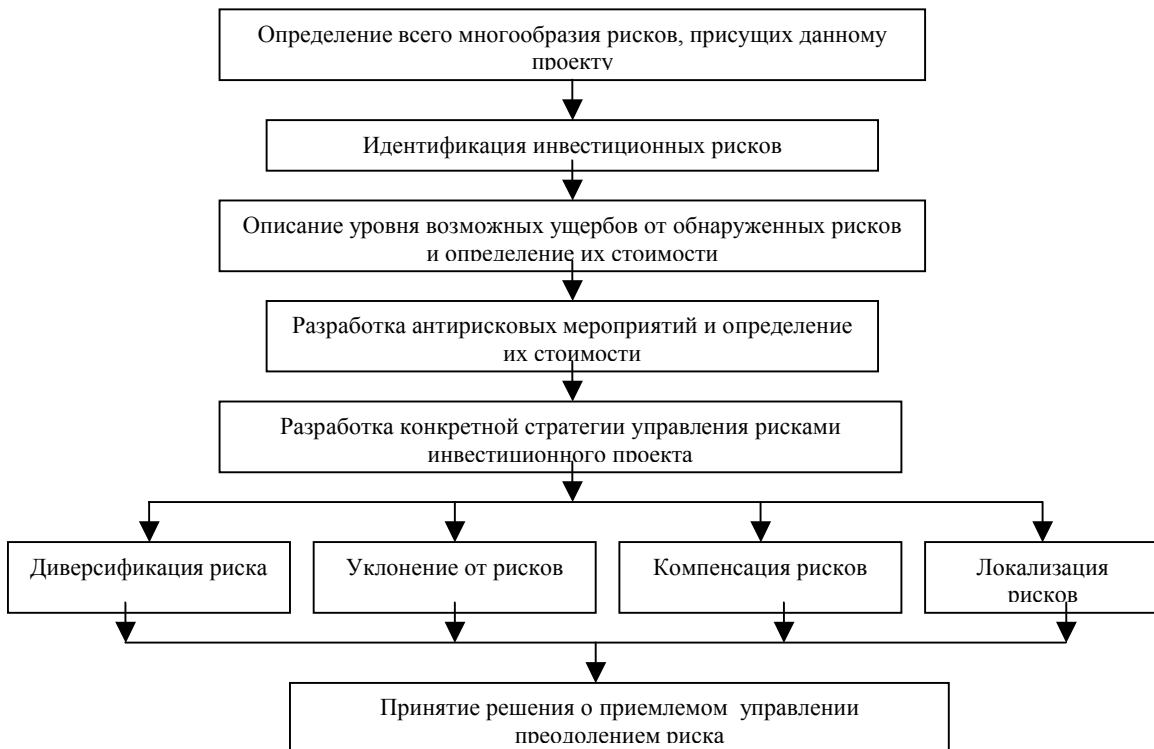 Определение всего многообразия рисков, присущих данному
проекту
Идентификация инвестиционных рисков
Описание уровня возможных ущербов от обнаруженных рисков
и определение их стоимости
Разработка антирисковых мероприятий и определение
их стоимости
Разработка конкретной стратегии управления рисками
инвестиционного проекта
Диверсификация риска
Уклонение от рисков
Компенсация рисков
Локализация
рисков
Принятие решения о приемлемом управлении
преодолением риска